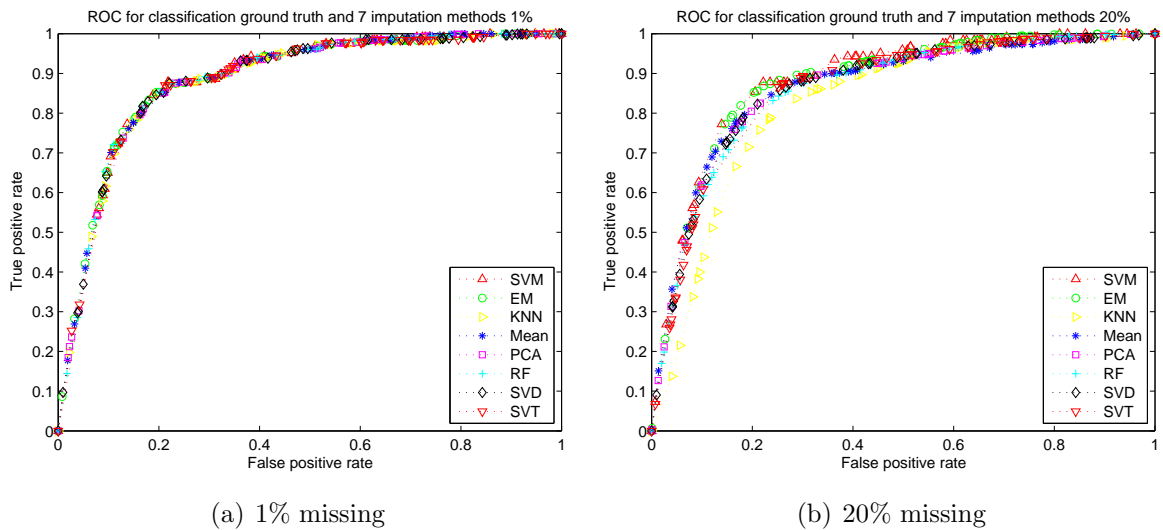 ROC for classification ground truth and 7 imputation methods 1%
1
0.9
0.8
0.7
0.6
0.5
0.4
0.3
0.2
0.1
0
True positive rate
0
0.2
0.4
0.6
0.8
1
False positive rate
SVM
EM
KNN
Mean
PCA
RF
SVD
SVT
(a) 1% missing
ROC for classification ground truth and 7 imputation methods 20%
1
0.9
0.8
0.7
0.6
0.5
0.4
0.3
0.2
0.1
0
True positive rate
0
0.2
0.4
0.6
0.8
1
False positive rate
SVM
EM
KNN
Mean
PCA
RF
SVD
SVT
(b) 20% missing